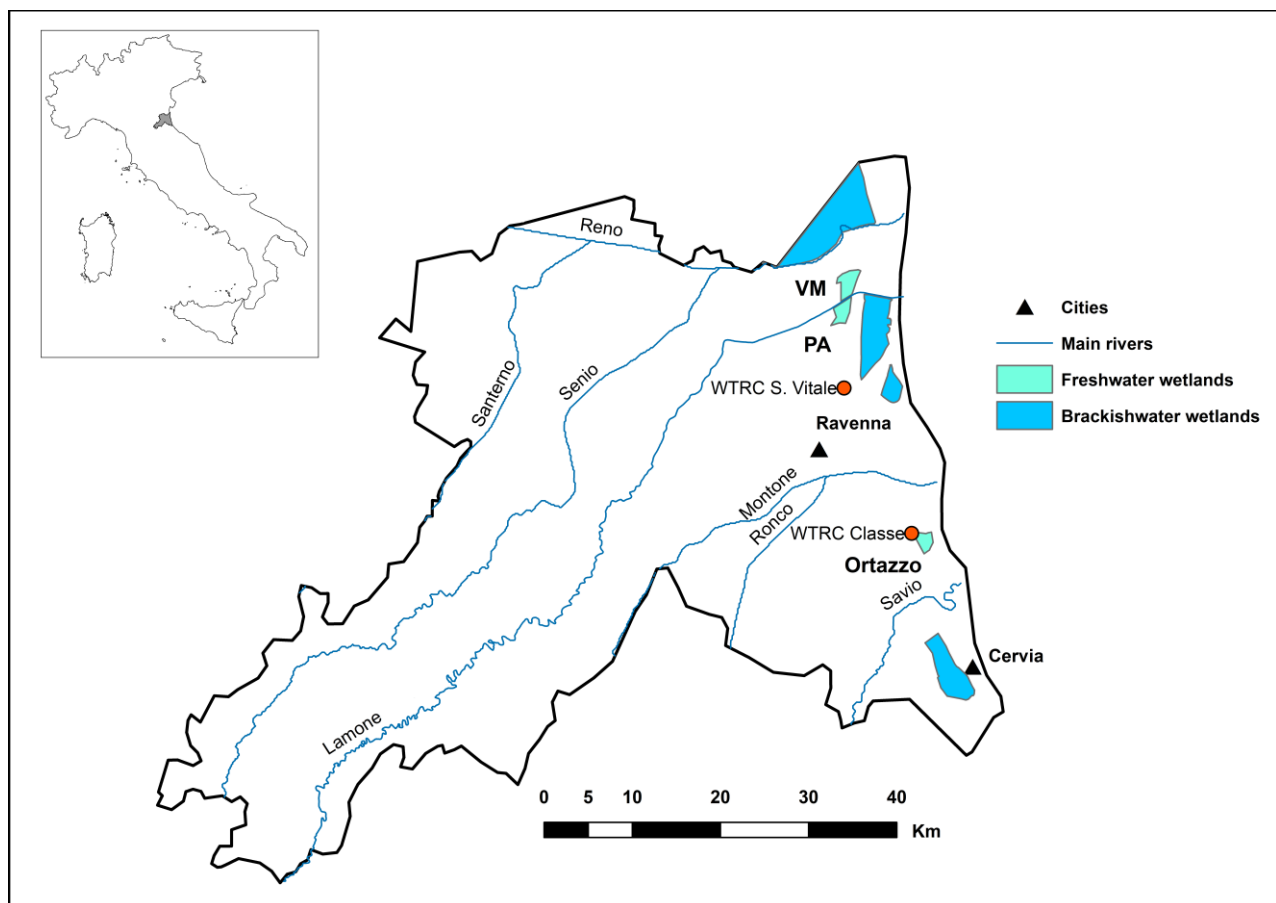 Reno
VM
Cities
PA
Main rivers
Santerno
Senio
WTRC S. Vitale
Freshwater wetlands
Ravenna
Brackishwater wetlands
Montone
Ronco
WTRC Classe
Ortazzo
Savio
Cervia
Lamone
0 5 10 20 30 40
Km